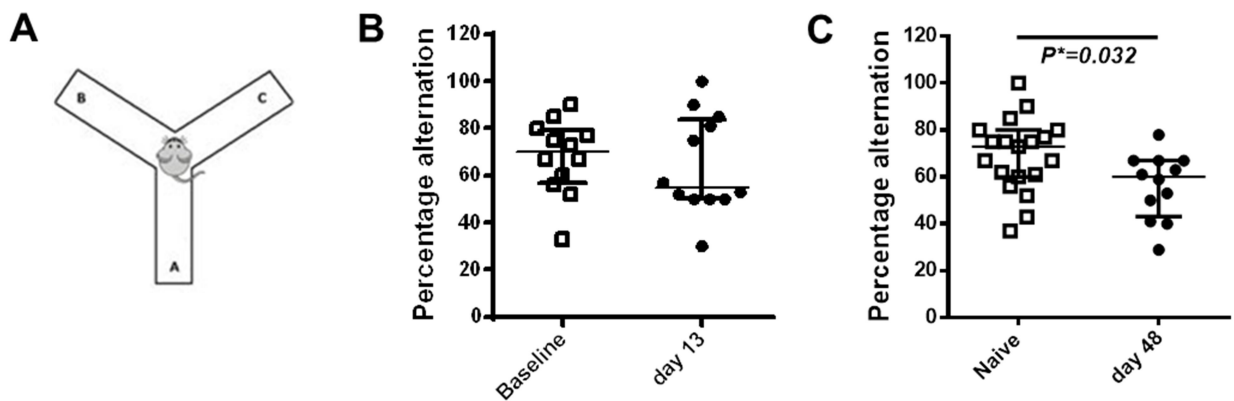 A
B
C
A
B
Percentage alternation
120
100
80
60
40
20
0
Baseline
day 13
C
Percentage alternation
120
100
80
60
40
20
0
P*=0.032
Naive
day 48